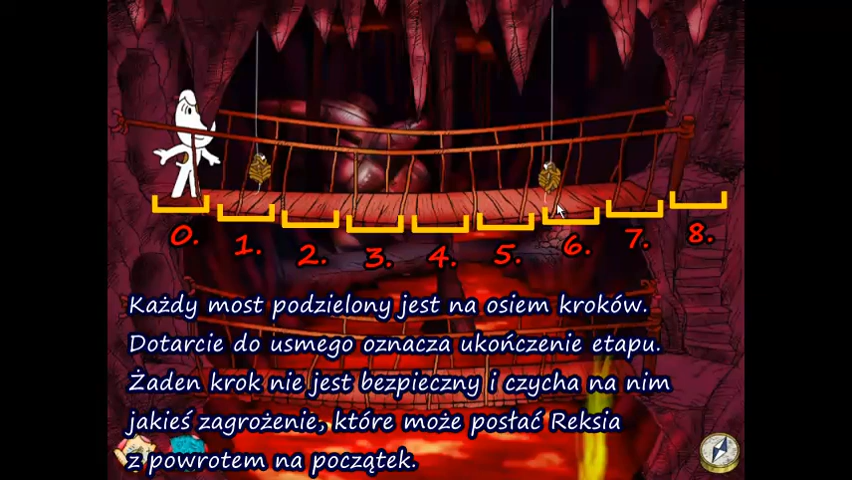 0. 1. 2. 3. 4. 5. 6. 7. 8.
Każdy most podzielony jest na osiem kroków.
Dotarcie do usmego oznacza ukończenie etapu.
Żaden krok nie jest bezpieczny i czycha na nim
jakieś zagrożenie, które może posłać Reksia
z powrotem na początek.